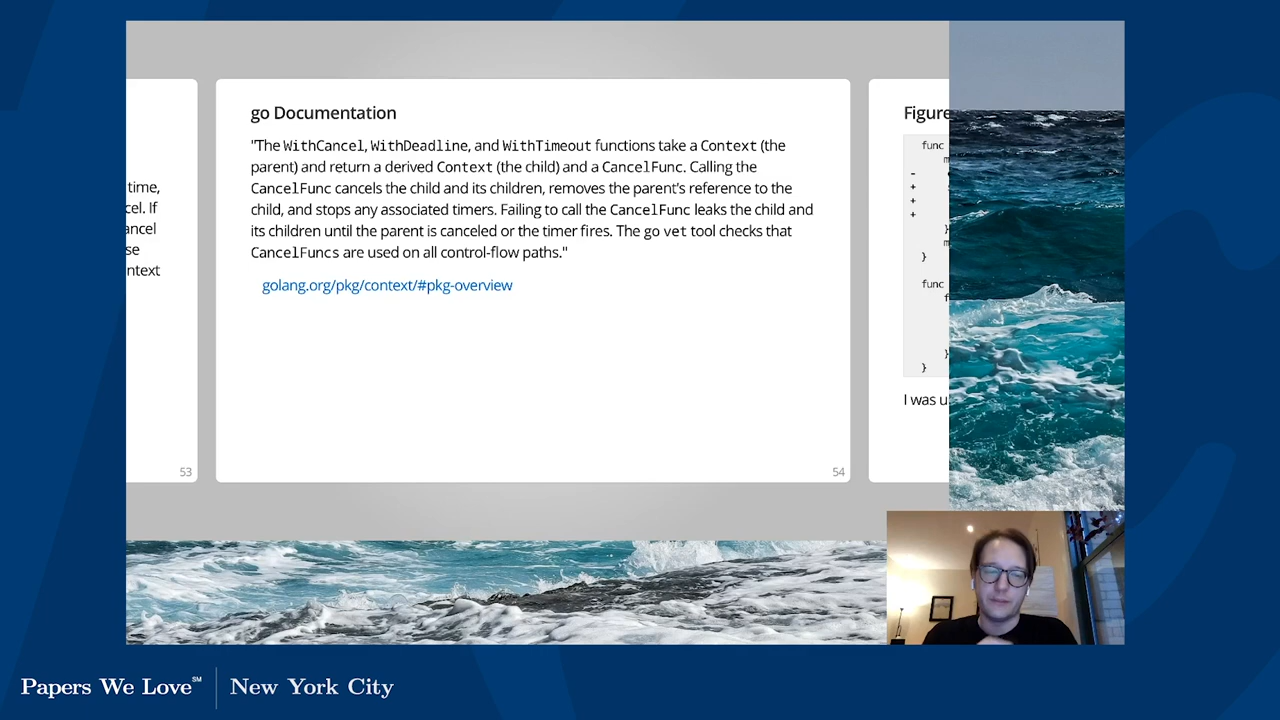 time,
cel. If
ancel
se
ntext
53
go Documentation
"The WithCancel, WithDeadline, and WithTimeout functions take a Context (the
parent) and return a derived Context (the child) and a CancelFunc. Calling the
CancelFunc cancels the child and its children, removes the parent's reference to the
child, and stops any associated timers. Failing to call the CancelFunc leaks the child and
its children until the parent is canceled or the timer fires. The go vet tool checks that
CancelFuncs are used on all control-flow paths."
golang.org/pkg/context/#pkg-overview
54
Figure
func
m
-
+
+
+
}
m
}
func
f
}
}
I was u
Papers We Love℠
New York City